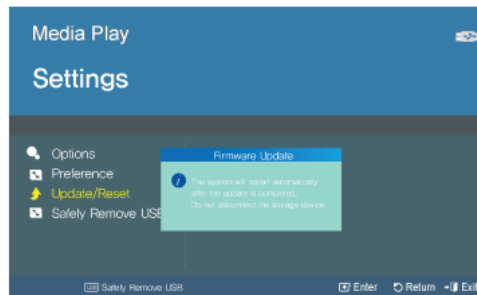 Media Play
Settings
Options
Preference
Update/Reset
Safely Remove USB
Firmware Update
The system will restart automatically
after the update is completed.
Do not disconnect the storage device.
Safely Remove USB
Enter
Return
Exit